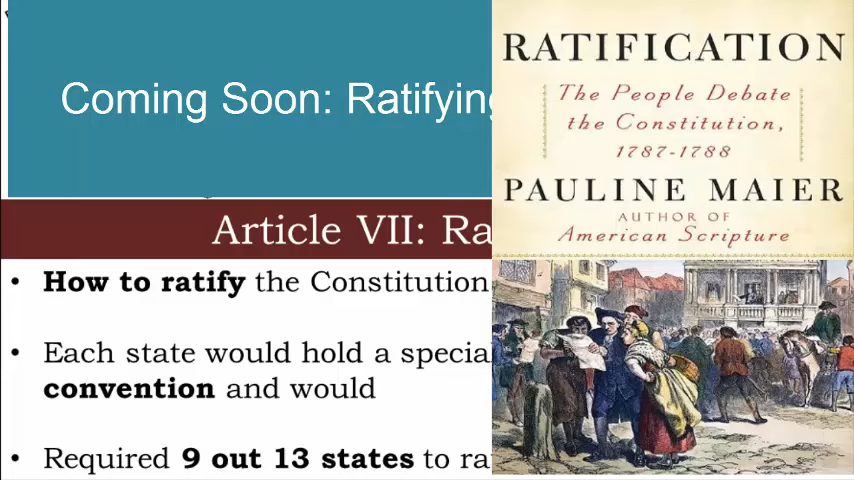 Coming Soon: Ratifying
Article VII: Ra
• How to ratify the Constitution
• Each state would hold a special
convention and would
• Required 9 out 13 states to ra
RATIFICATION
The People Debate
the Constitution,
1787-1788
PAULINE MAIER
AUTHOR OF
American Scripture